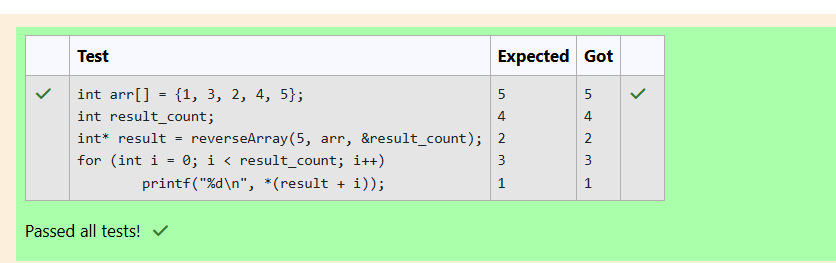 Test Expected Got
int arr[] = {1, 3, 2, 4, 5}; 5 5
int result_count; 4 4
int* result = reverseArray(5, arr, &result_count); 2 2
for (int i = 0; i < result_count; i++) 3 3
printf("%d\n", *(result + i)); 1 1
Passed all tests!